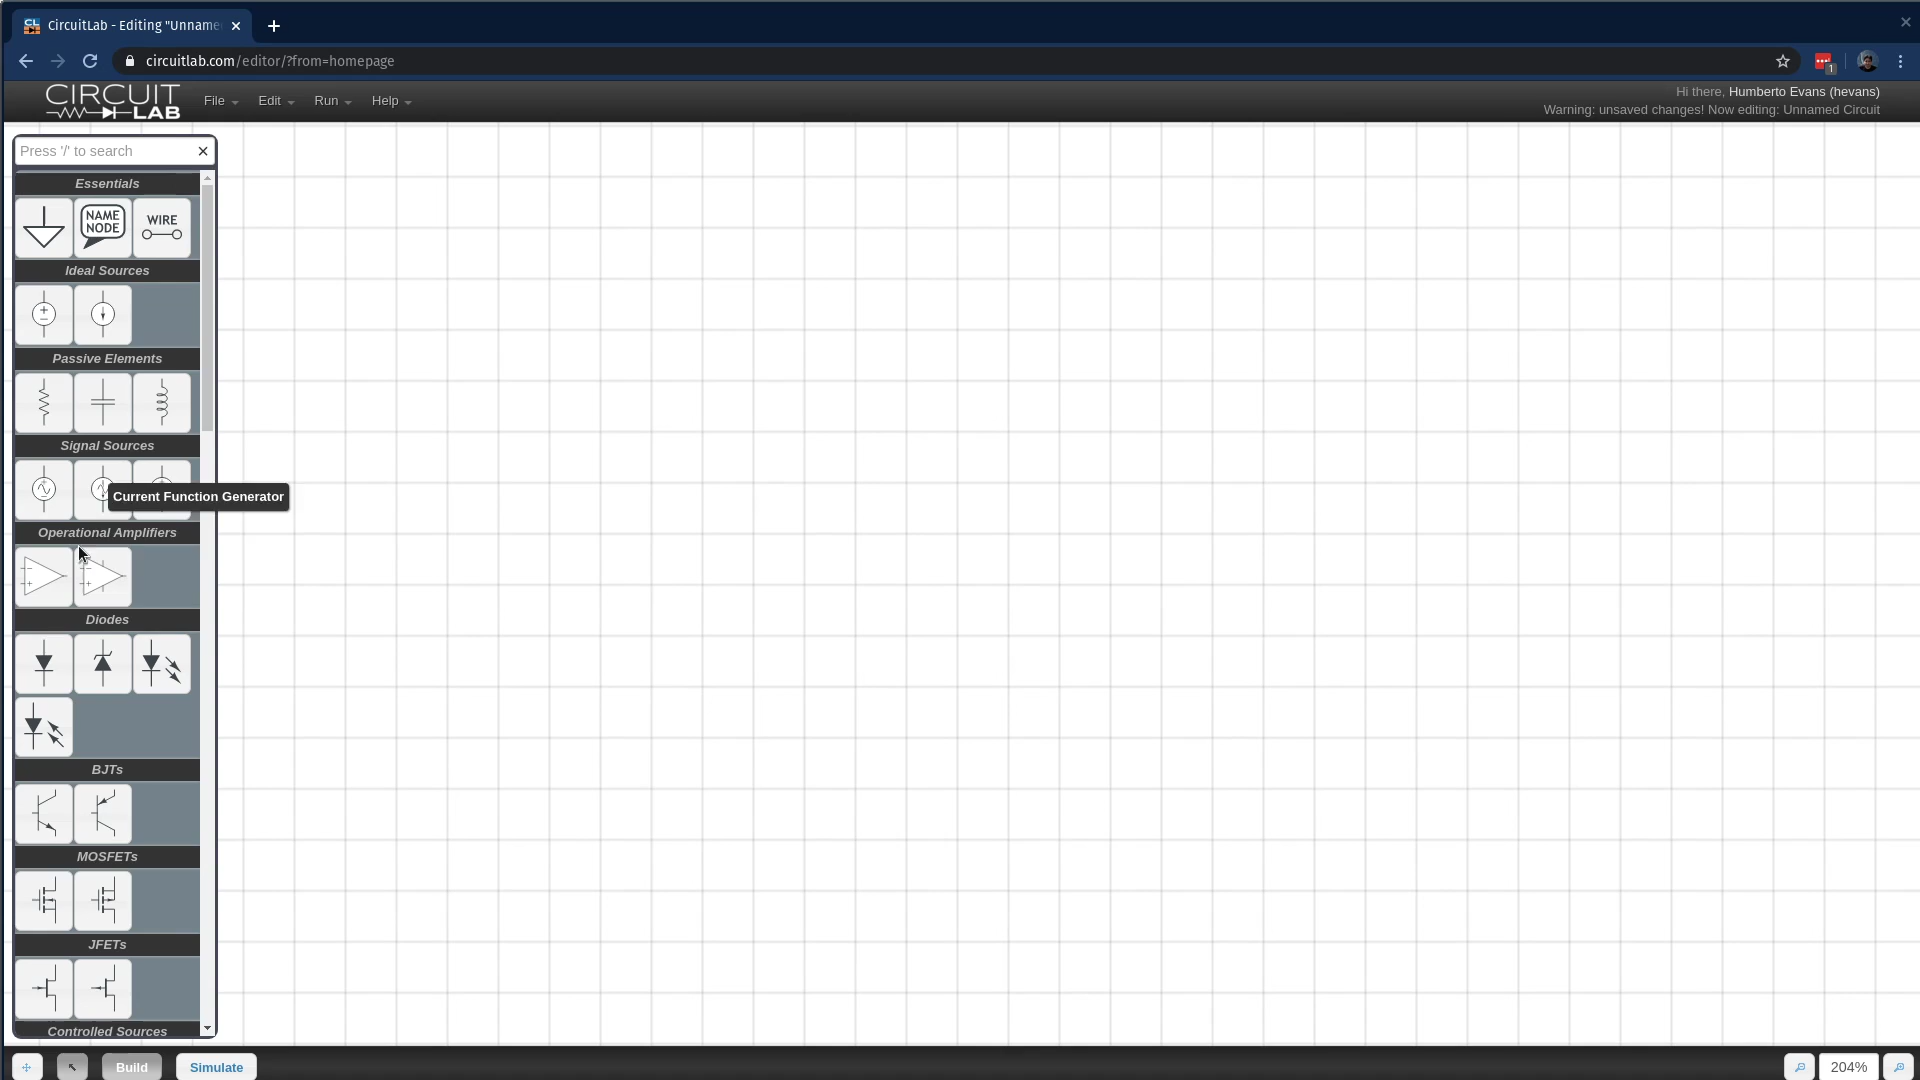 CircuitLab - Editing "Unname
circuitlab.com/editor/?from=homepage
1
CIRCUIT
LAB
File
Edit
Run
Help
Hi there, Humberto Evans (hevans)
Warning: unsaved changes! Now editing: Unnamed Circuit
Press '/' to search
Essentials
NAME
NODE
WIRE
Ideal Sources
Passive Elements
Signal Sources
Current Function Generator
Operational Amplifiers
Diodes
BJTs
MOSFETs
JFETs
Controlled Sources
Build
Simulate
204%